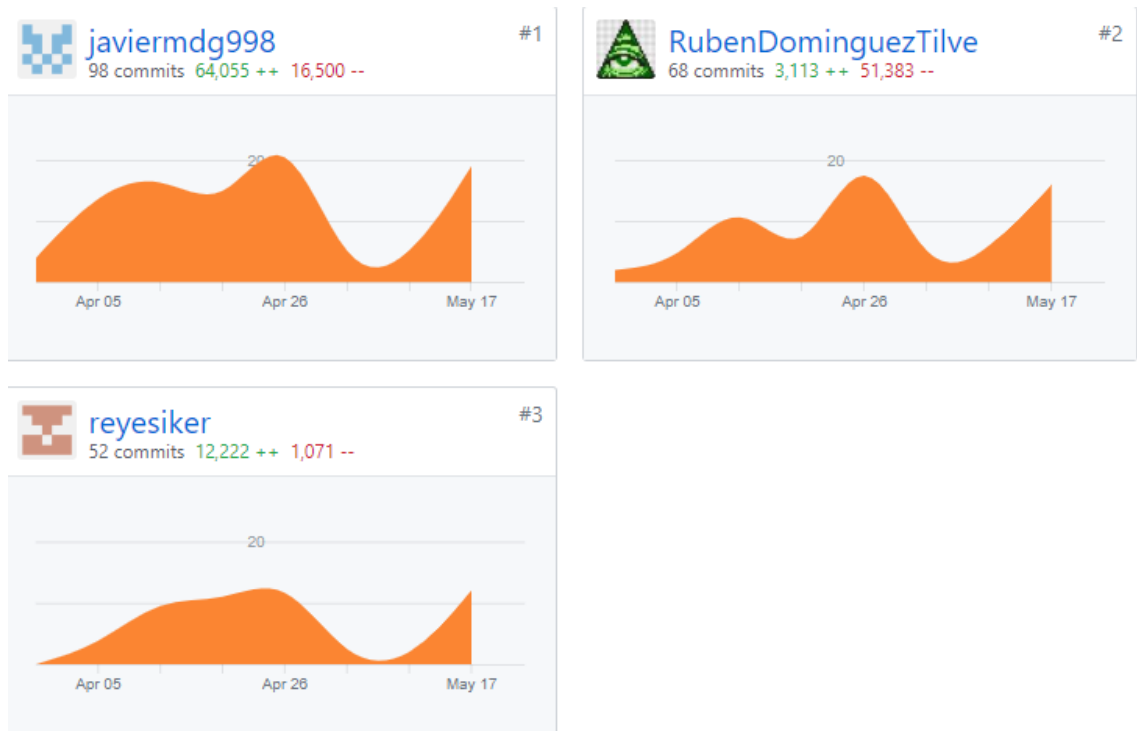 javiermdg998 #1
98 commits 64,055 ++ 16,500 --
20
Apr 05 Apr 26 May 17
RubenDominguezTilve #2
68 commits 3,113 ++ 51,383 --
20
Apr 05 Apr 26 May 17
reyesiker #3
52 commits 12,222 ++ 1,071 --
20
Apr 05 Apr 26 May 17